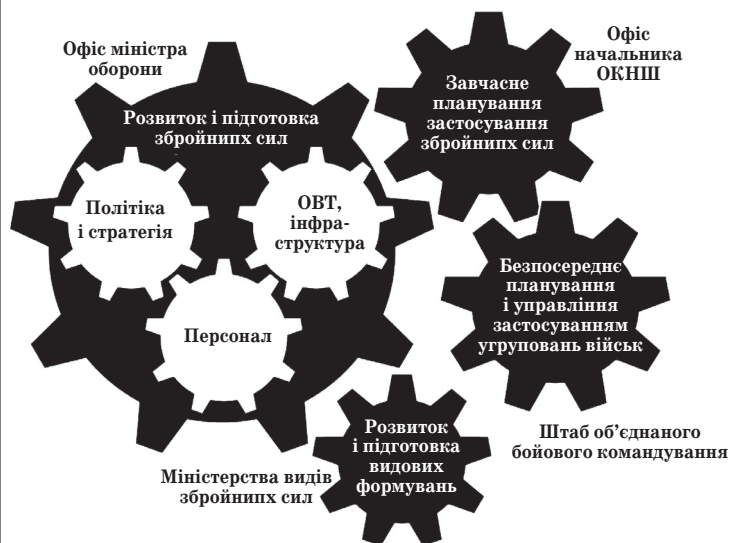 Офіс міністра
оборони
Розвиток і підготовка
збройнипх сил
Політіка
і стратегія
ОВТ,
інфра-
структура
Персонал
Офіс
начальника
ОКНШ
Завчасне
планування
застосування
збройнипх сил
Безпосереднє
планування
і управління
застосуванням
угруповань військ
Штаб об’єднаного
бойового командування
Розвиток
і підготовка
видових
формувань
Міністерства видів
збройнипх сил